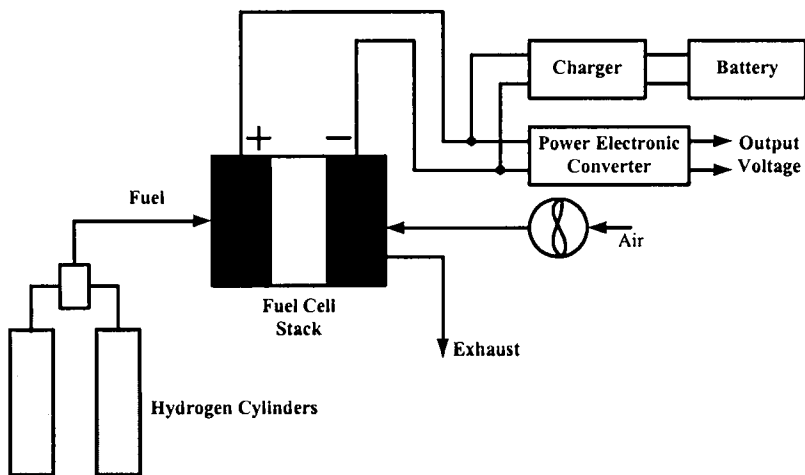 Charger
Battery
+
−
Power Electronic
Converter
Output
Voltage
Fuel
Air
Fuel Cell
Stack
Exhaust
Hydrogen Cylinders